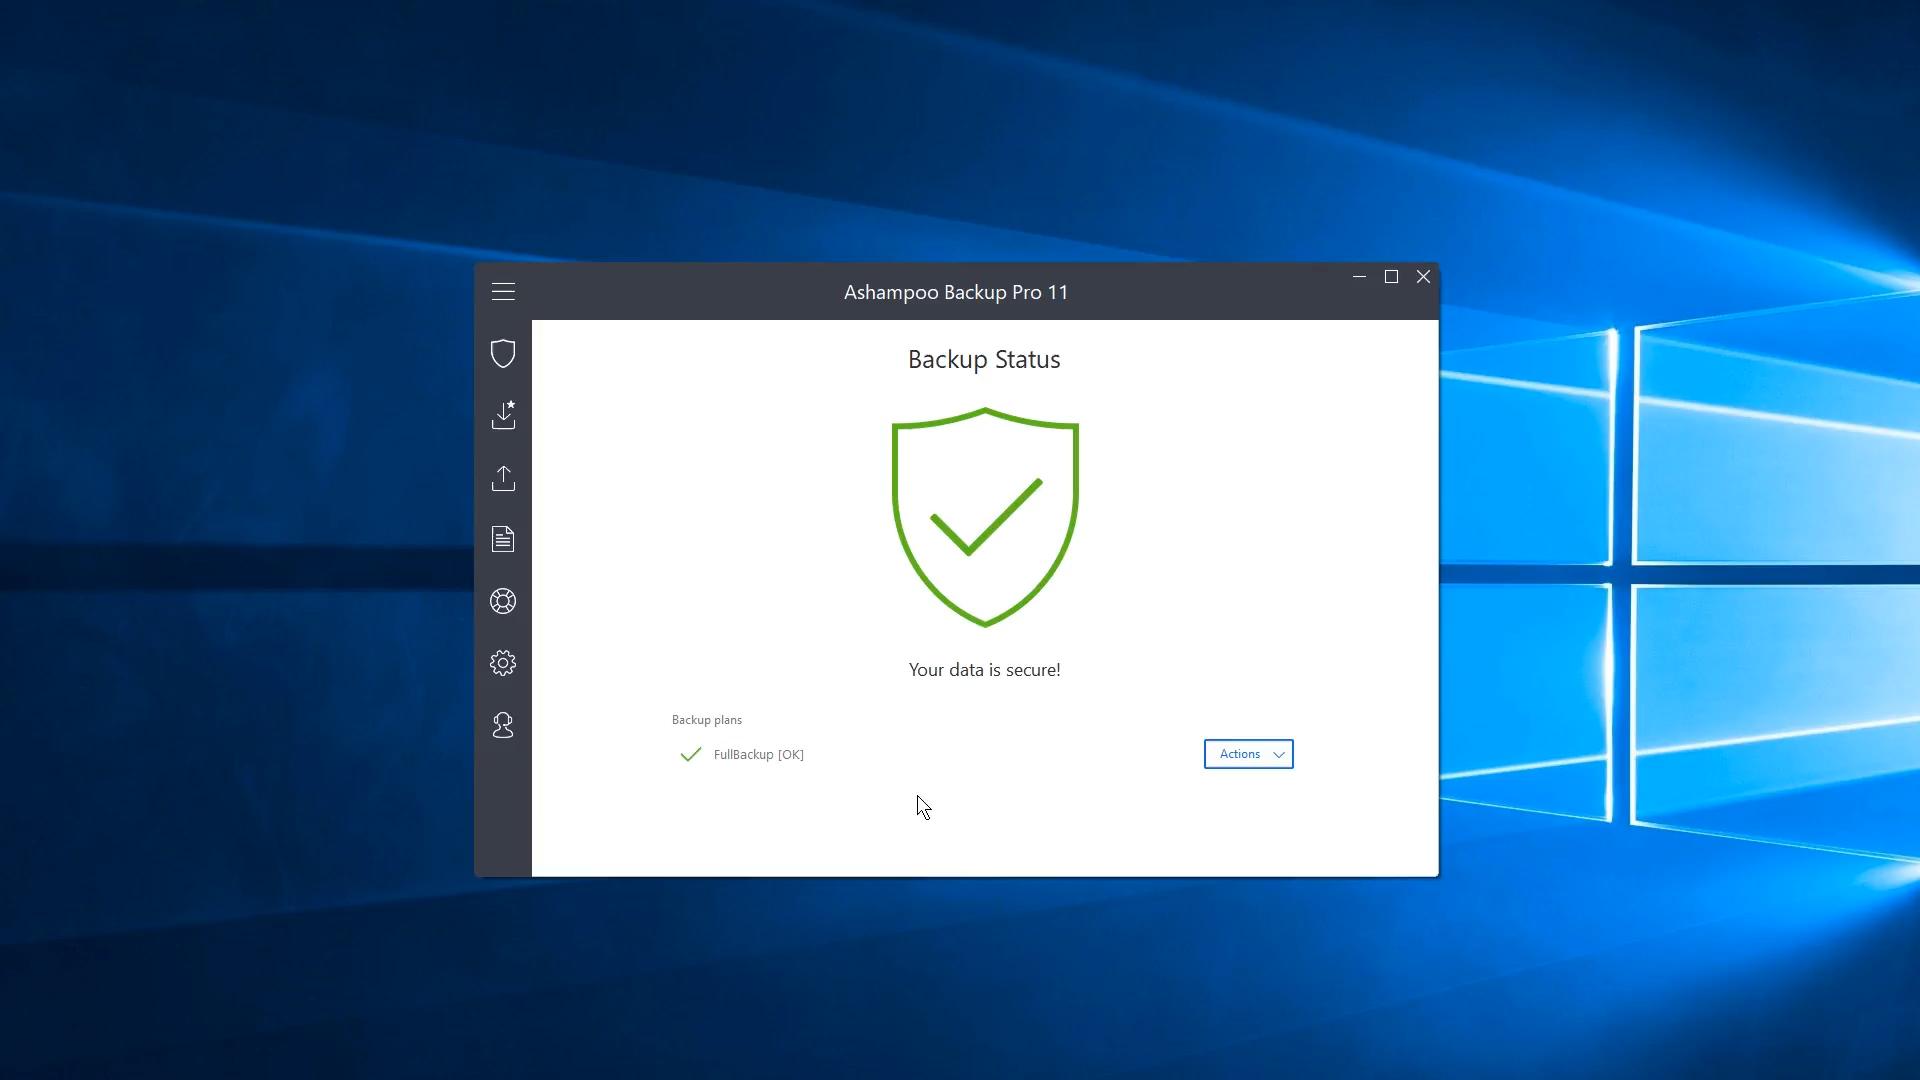 Ashampoo Backup Pro 11
Backup Status
Your data is secure!
Backup plans
FullBackup [OK]
Actions